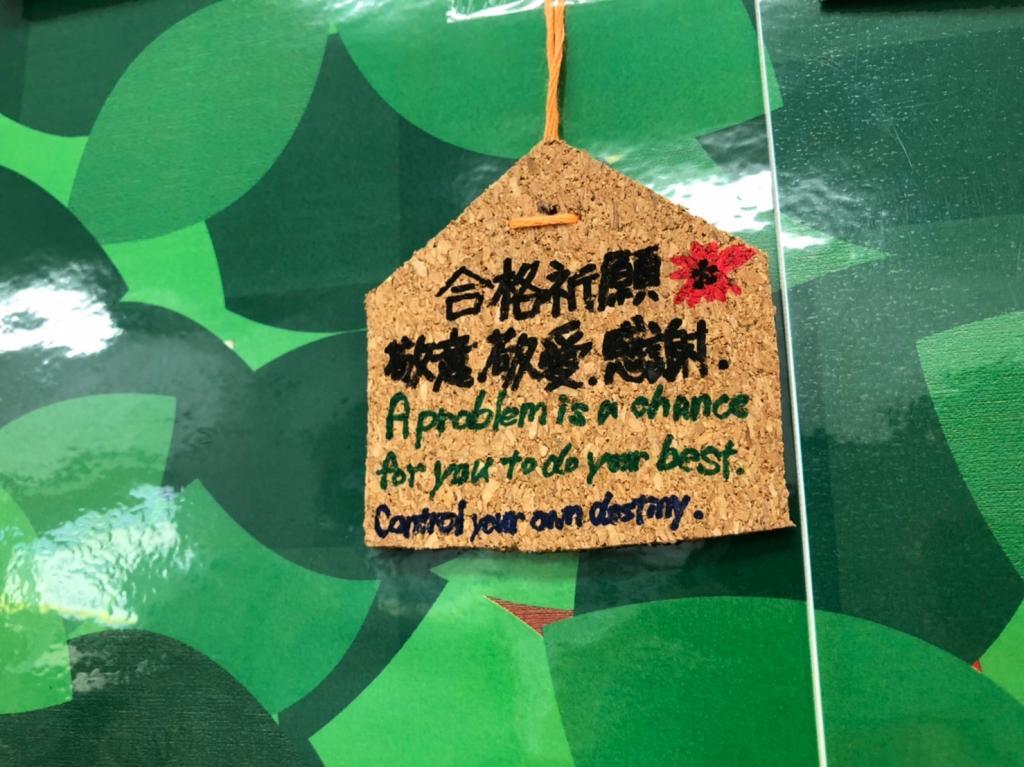 合格祈願
敬意.敬愛.感謝.
A problem is a chance
for you to do your best.
Control your own destiny.